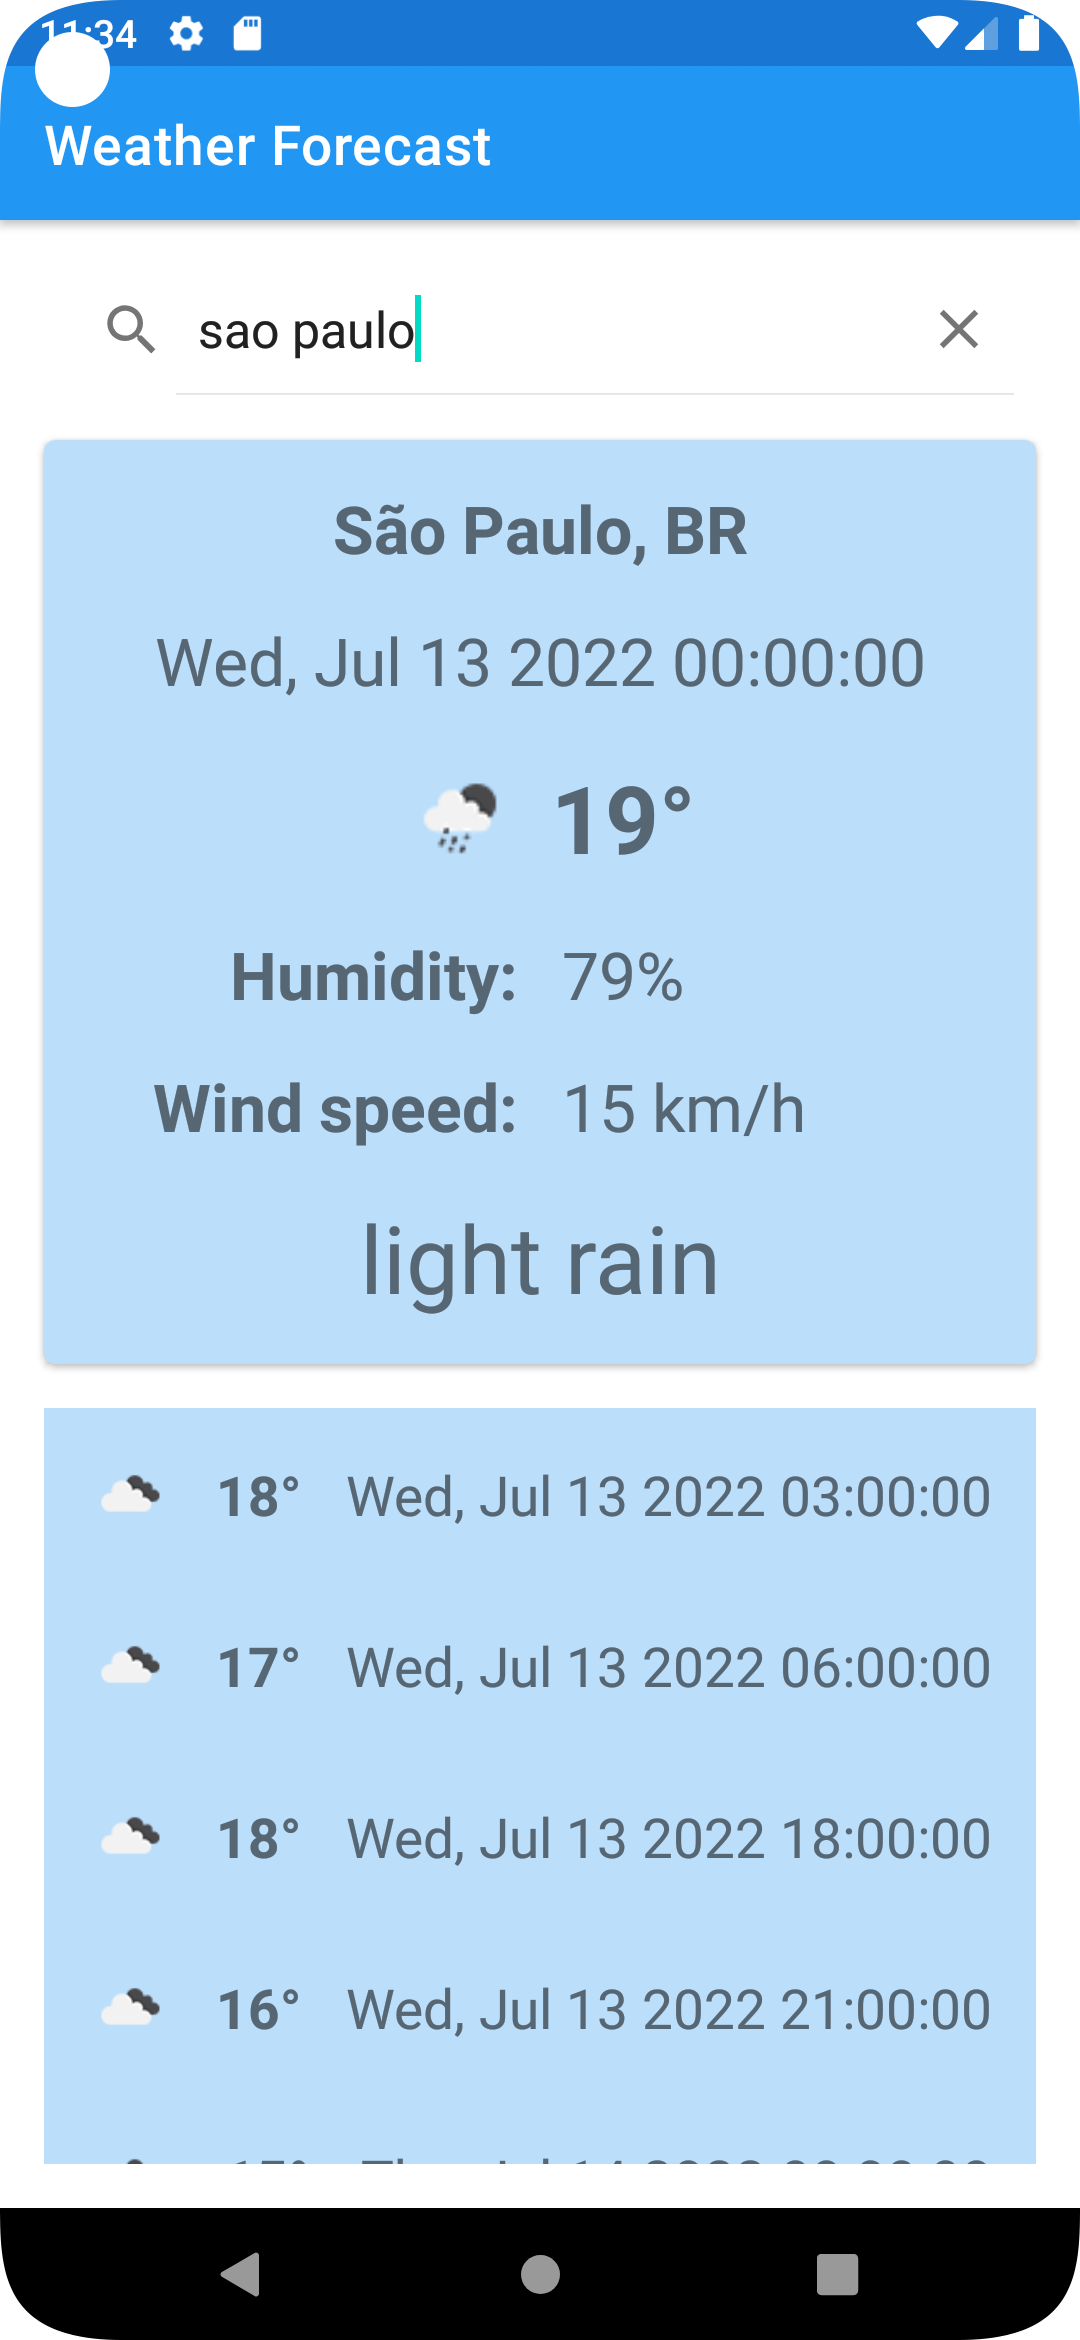 11:34
Weather Forecast
sao paulo
São Paulo, BR
Wed, Jul 13 2022 00:00:00
19°
Humidity: 79%
Wind speed: 15 km/h
light rain
18° Wed, Jul 13 2022 03:00:00
17° Wed, Jul 13 2022 06:00:00
18° Wed, Jul 13 2022 18:00:00
16° Wed, Jul 13 2022 21:00:00